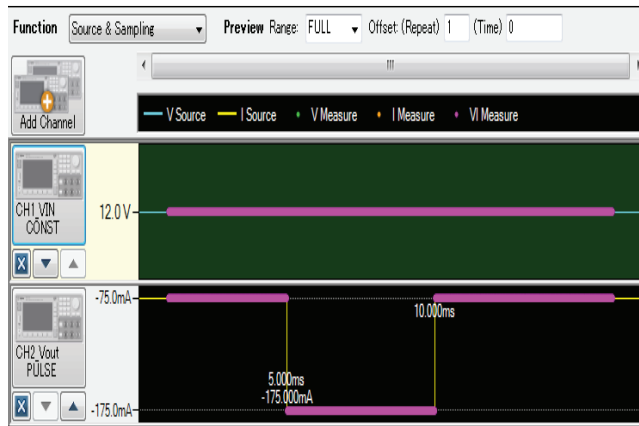 Function Source & Sampling Preview Range: FULL Offset: (Repeat) 1 (Time) 0
Add Channel
V Source I Source V Measure I Measure VI Measure
CH1_VIN
CONST
12.0 V
X
-75.0mA
10.000ms
CH2_Vout
PULSE
5.000ms
-175.000mA
X
-175.0mA